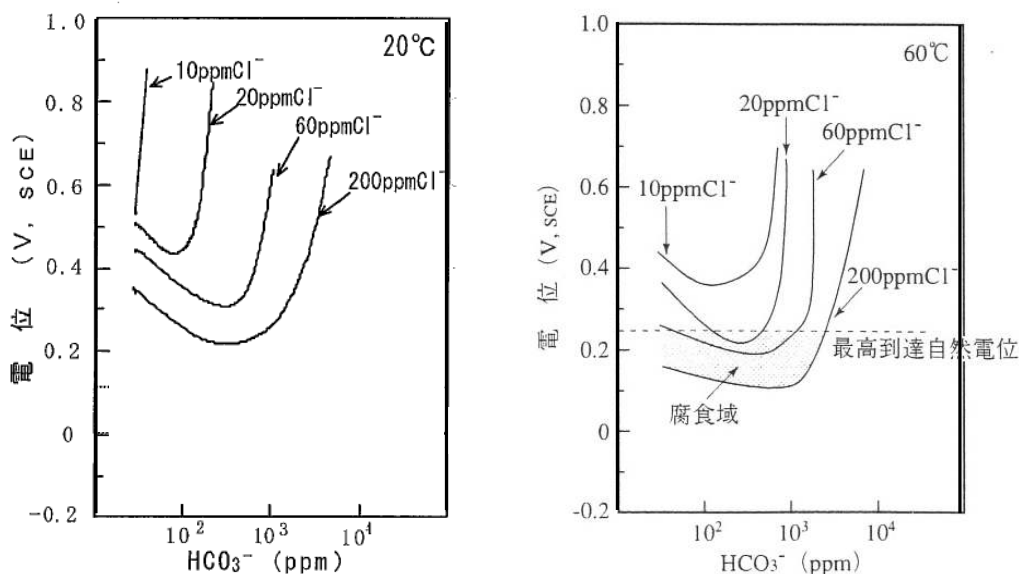 1.0
20℃
10ppmCl⁻
0.8
20ppmCl⁻
60ppmCl⁻
0.6
200ppmCl⁻
0.4
0.2
0
-0.2
電位 (V, SCE)
10² 10³ 10⁴
HCO₃⁻ (ppm)
1.0
60℃
0.8
20ppmCl⁻
60ppmCl⁻
0.6
10ppmCl⁻
0.4
200ppmCl⁻
最高到達自然電位
0.2
腐食域
0
-0.2
電位 (V, SCE)
10² 10³ 10⁴
HCO₃⁻ (ppm)